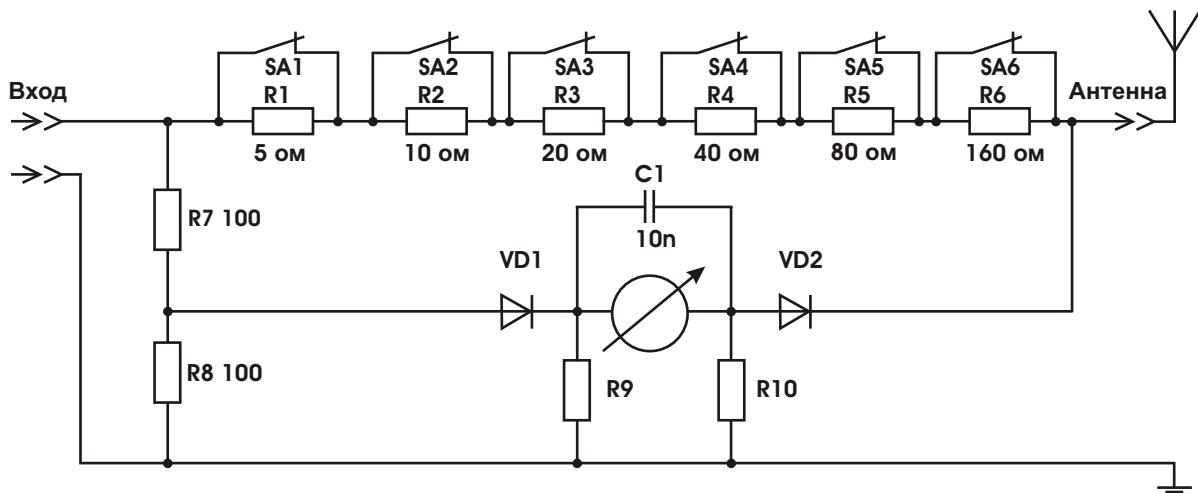 SA1 SA2 SA3 SA4 SA5 SA6
Вход R1 R2 R3 R4 R5 R6 Антенна
5 ом 10 ом 20 ом 40 ом 80 ом 160 ом
C1
R7 100
10n
VD1 VD2
R8 100
R9 R10